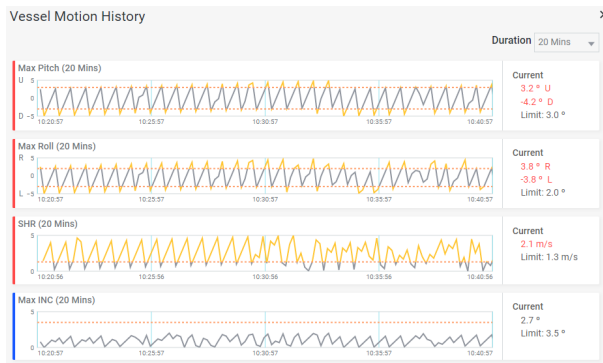 Vessel Motion History
Duration 20 Mins
Max Pitch (20 Mins)
U 5
0
D -5
10:20:57 10:25:57 10:30:57 10:35:57 10:40:57
Current
3.2 º U
-4.2 º D
Limit: 3.0 º
Max Roll (20 Mins)
R 5
0
L -5
10:20:57 10:25:57 10:30:57 10:35:57 10:40:57
Current
3.8 º R
-3.8 º L
Limit: 2.0 º
SHR (20 Mins)
5
0
10:20:56 10:25:56 10:30:56 10:35:56 10:40:56
Current
2.1 m/s
Limit: 1.3 m/s
Max INC (20 Mins)
5
0
10:20:57 10:25:57 10:30:57 10:35:57 10:40:57
Current
2.7 º
Limit: 3.5 º